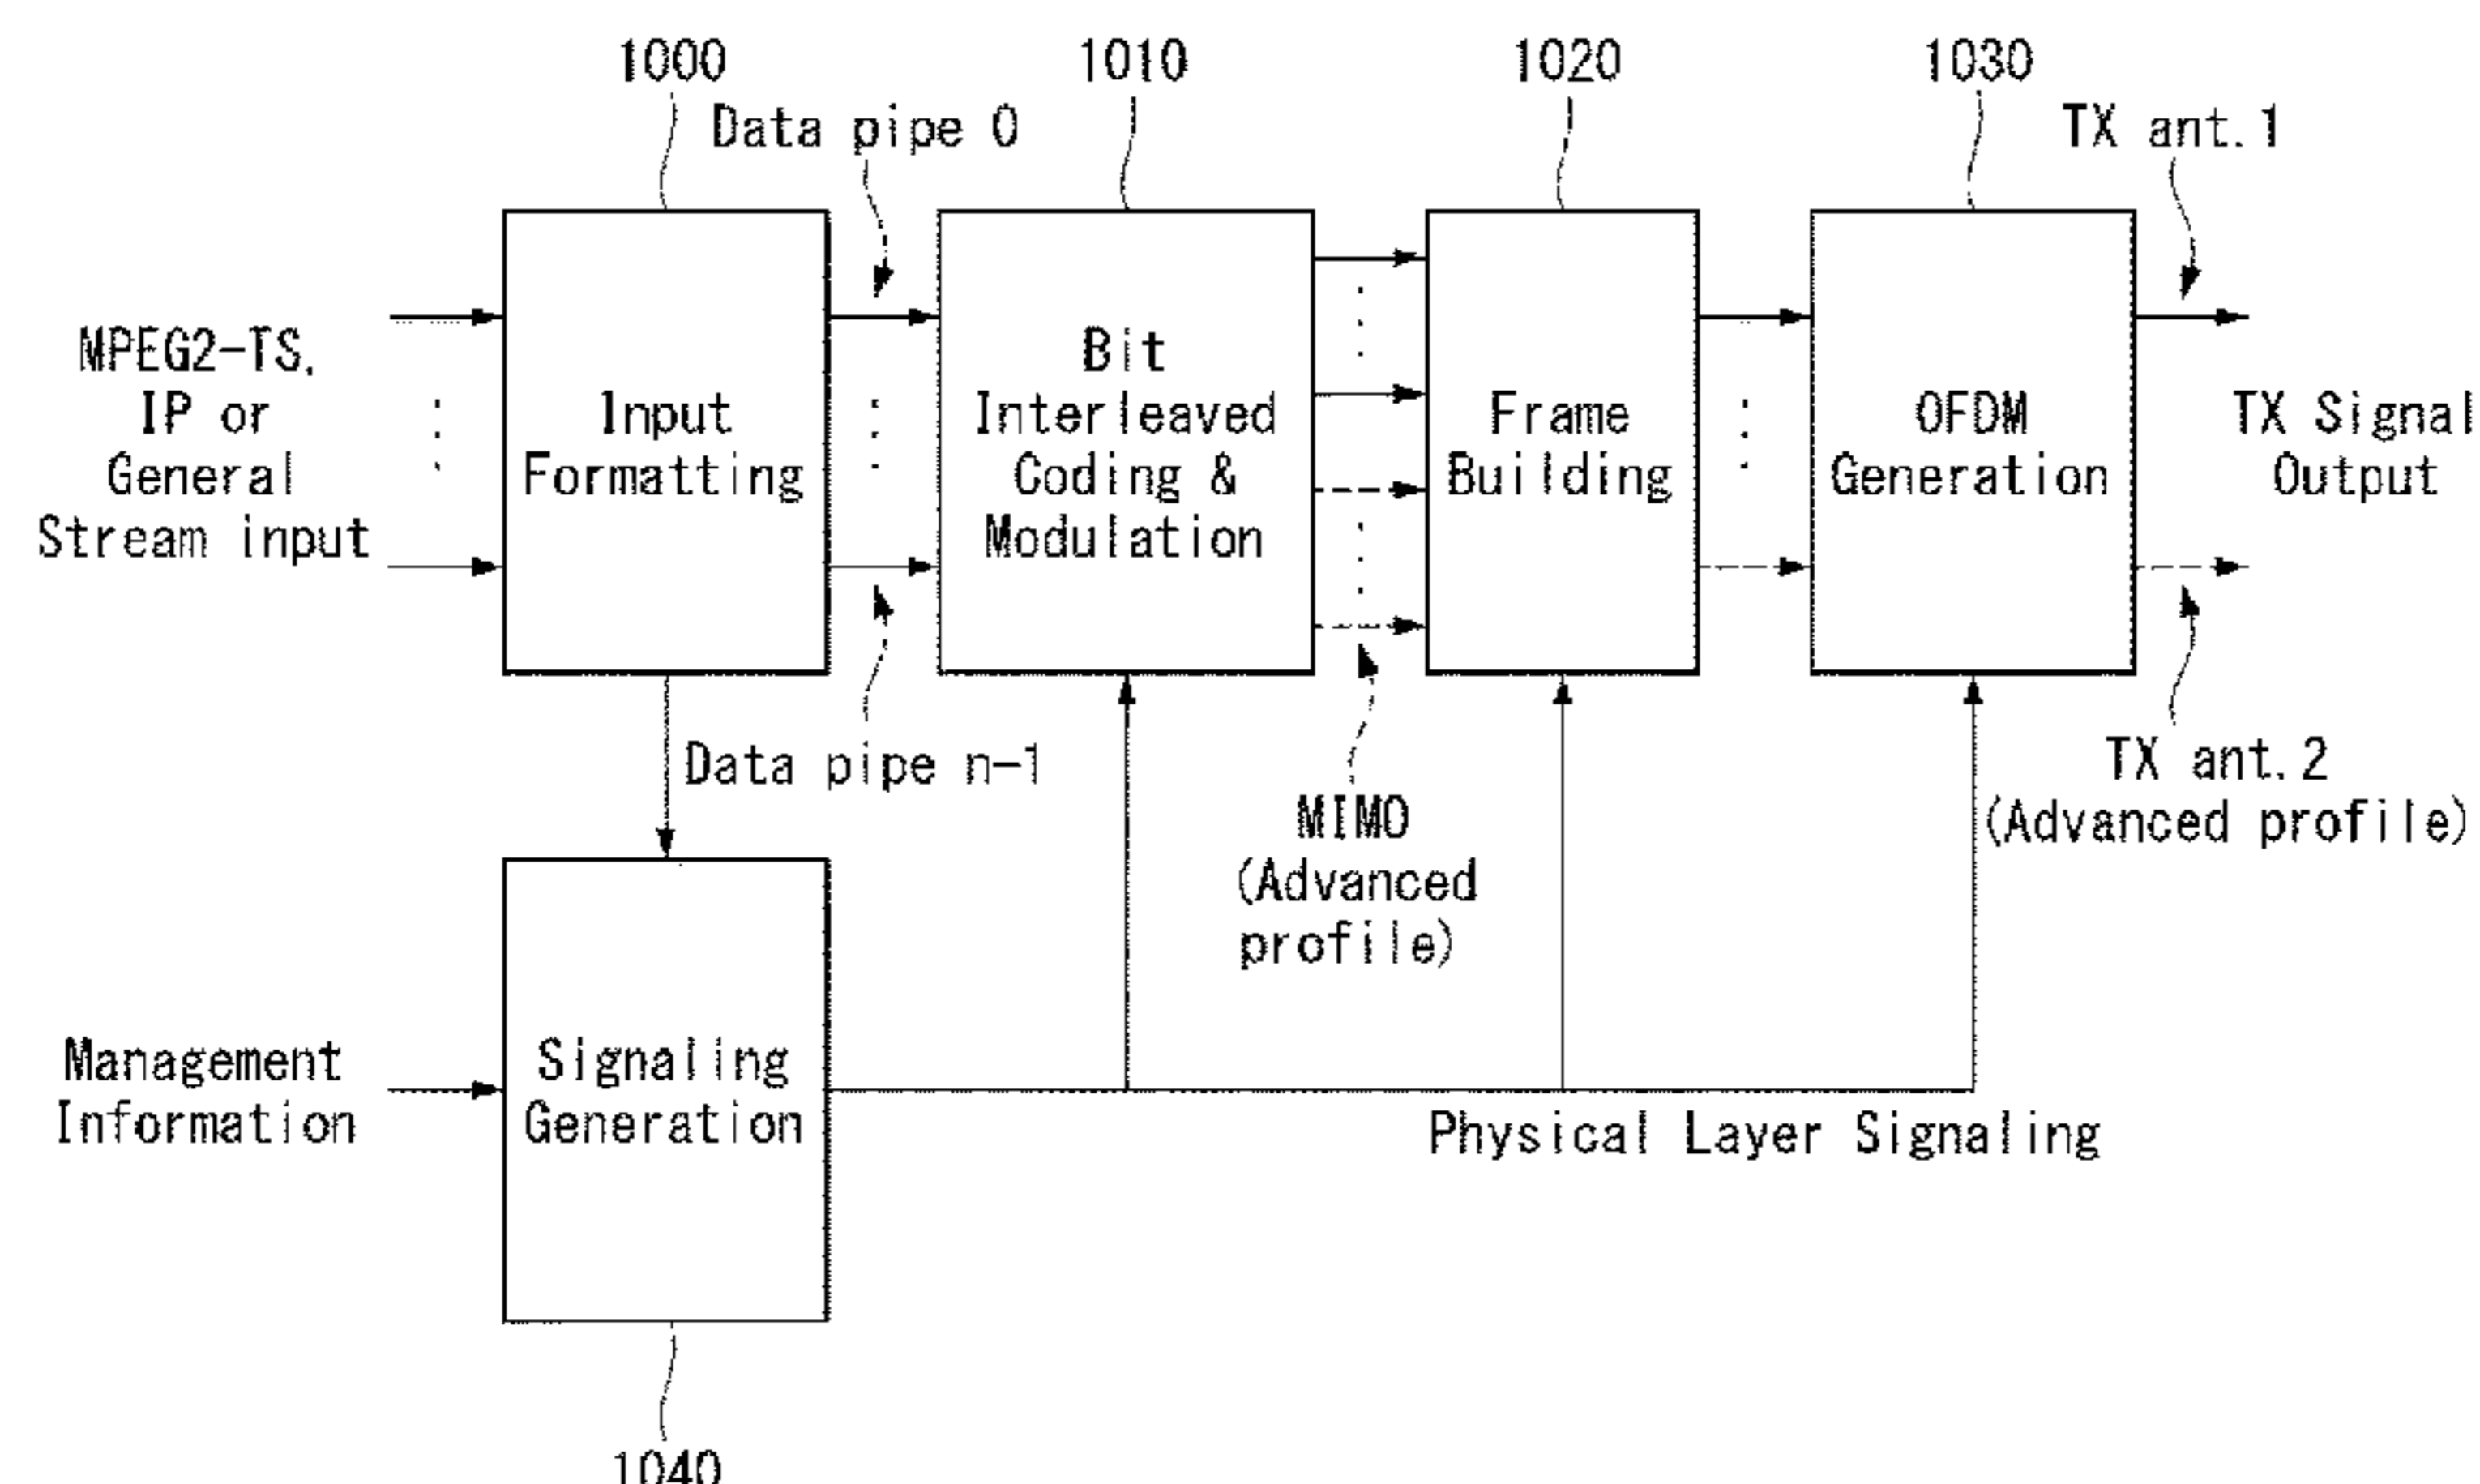 1000
1010
1020
1030
Data pipe 0
TX ant.1
MPEG2-TS,
IP or
General
Stream input
Input
Formatting
Bit
Interleaved
Coding &
Modulation
Frame
Building
OFDM
Generation
TX Signal
Output
Data pipe n-1
MIMO
(Advanced
profile)
TX ant.2
(Advanced profile)
Management
Information
Signaling
Generation
Physical Layer Signaling
1040